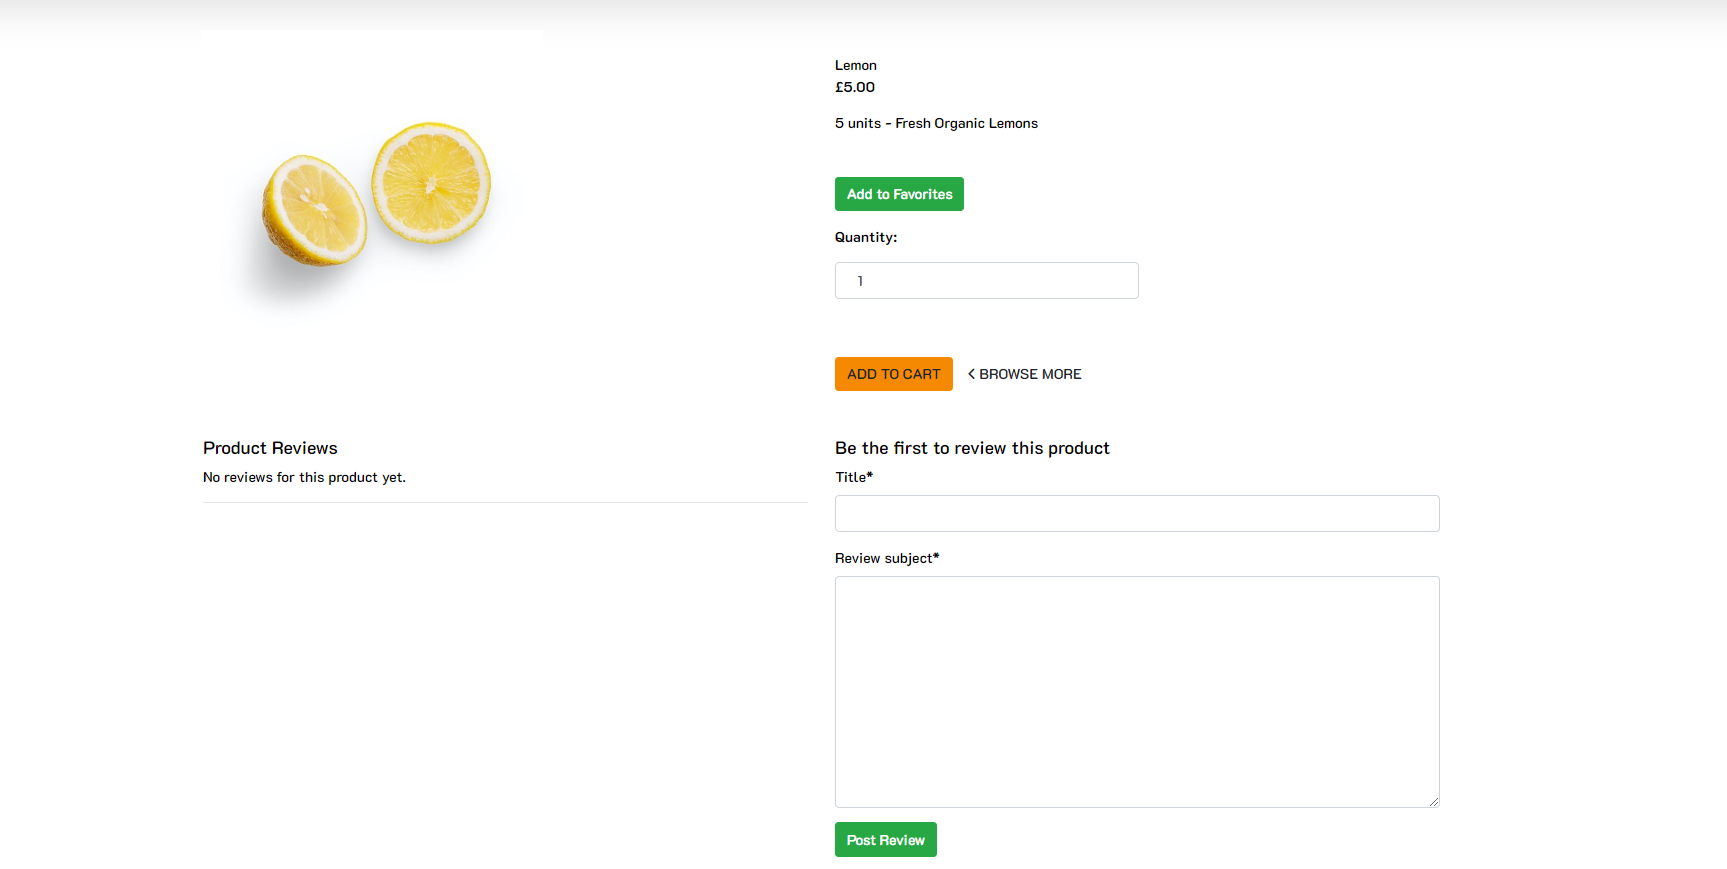 Lemon
£5.00
5 units - Fresh Organic Lemons
Add to Favorites
Quantity:
1
ADD TO CART < BROWSE MORE
Product Reviews
No reviews for this product yet.
Be the first to review this product
Title*
Review subject*
Post Review